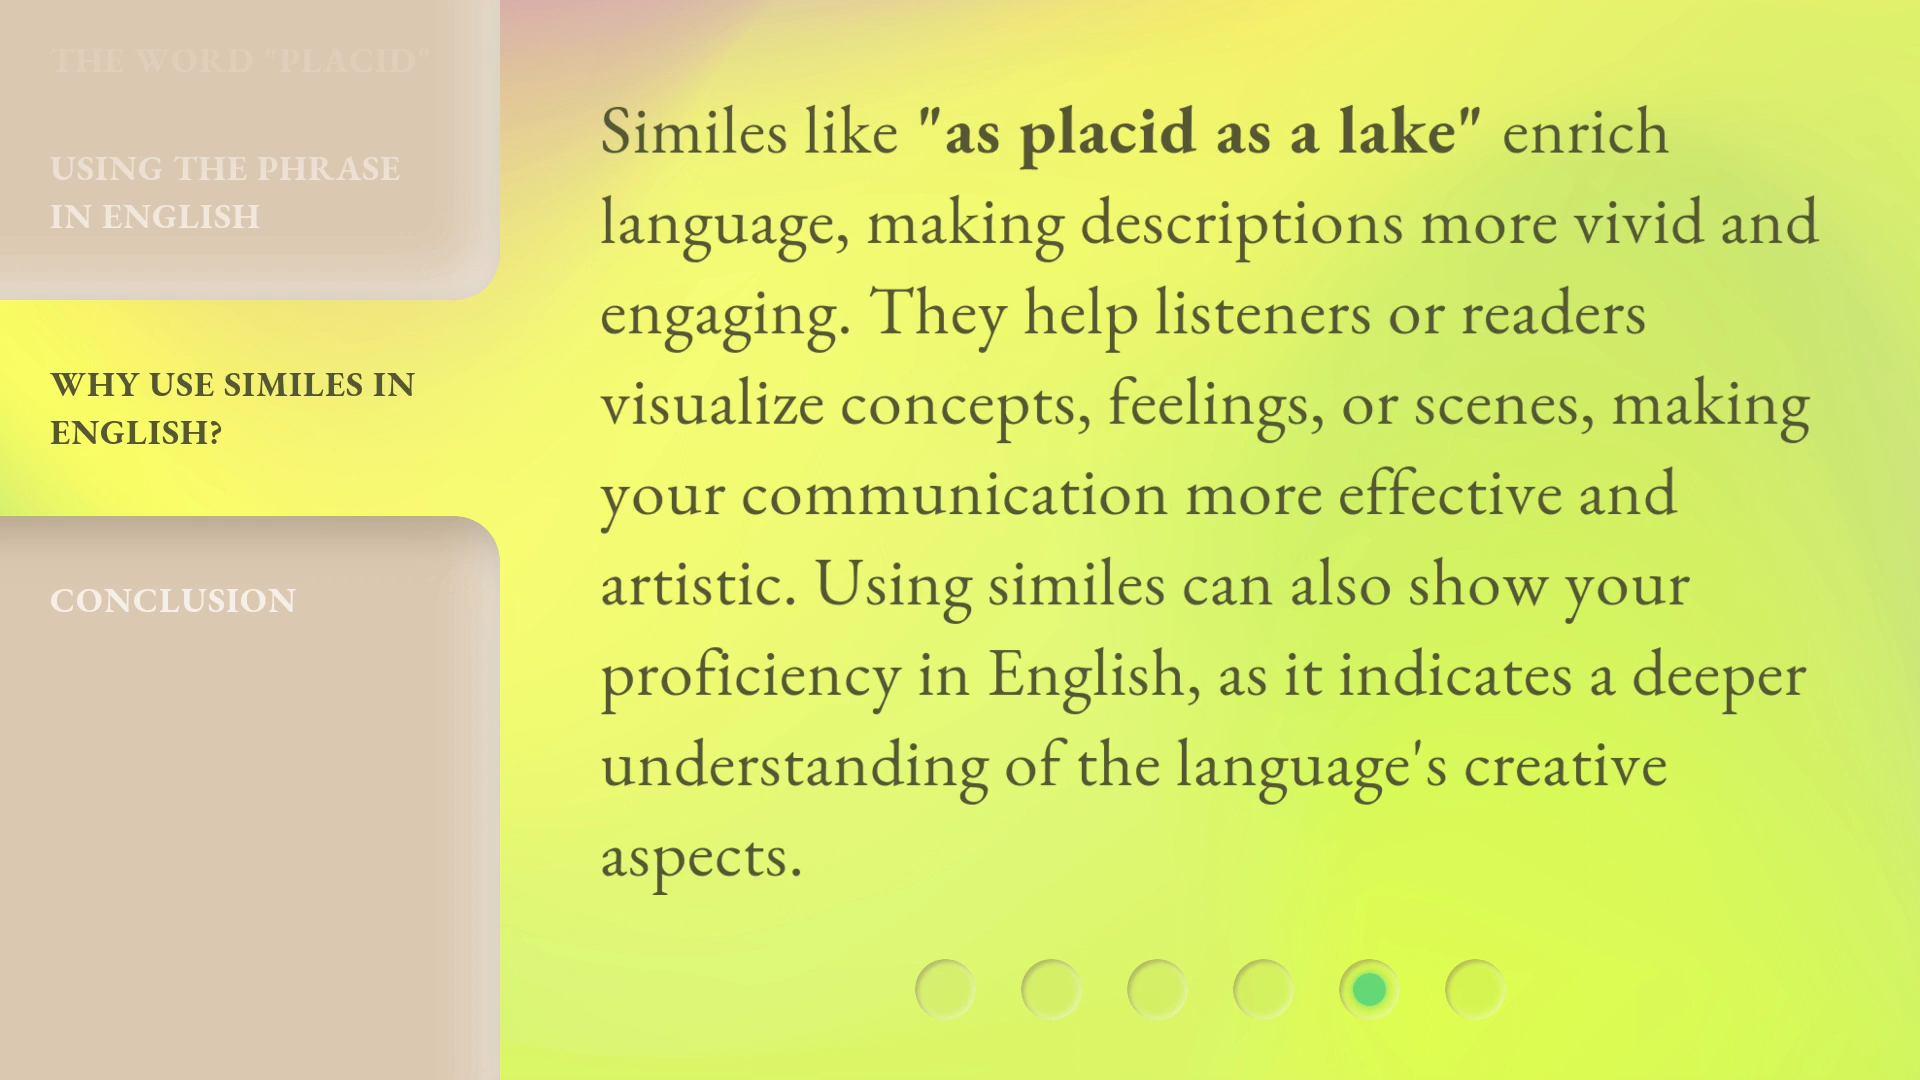 THE WORD "PLACID"
USING THE PHRASE
IN ENGLISH
WHY USE SIMILES IN
ENGLISH?
CONCLUSION
Similes like "as placid as a lake" enrich
language, making descriptions more vivid and
engaging. They help listeners or readers
visualize concepts, feelings, or scenes, making
your communication more effective and
artistic. Using similes can also show your
proficiency in English, as it indicates a deeper
understanding of the language's creative
aspects.